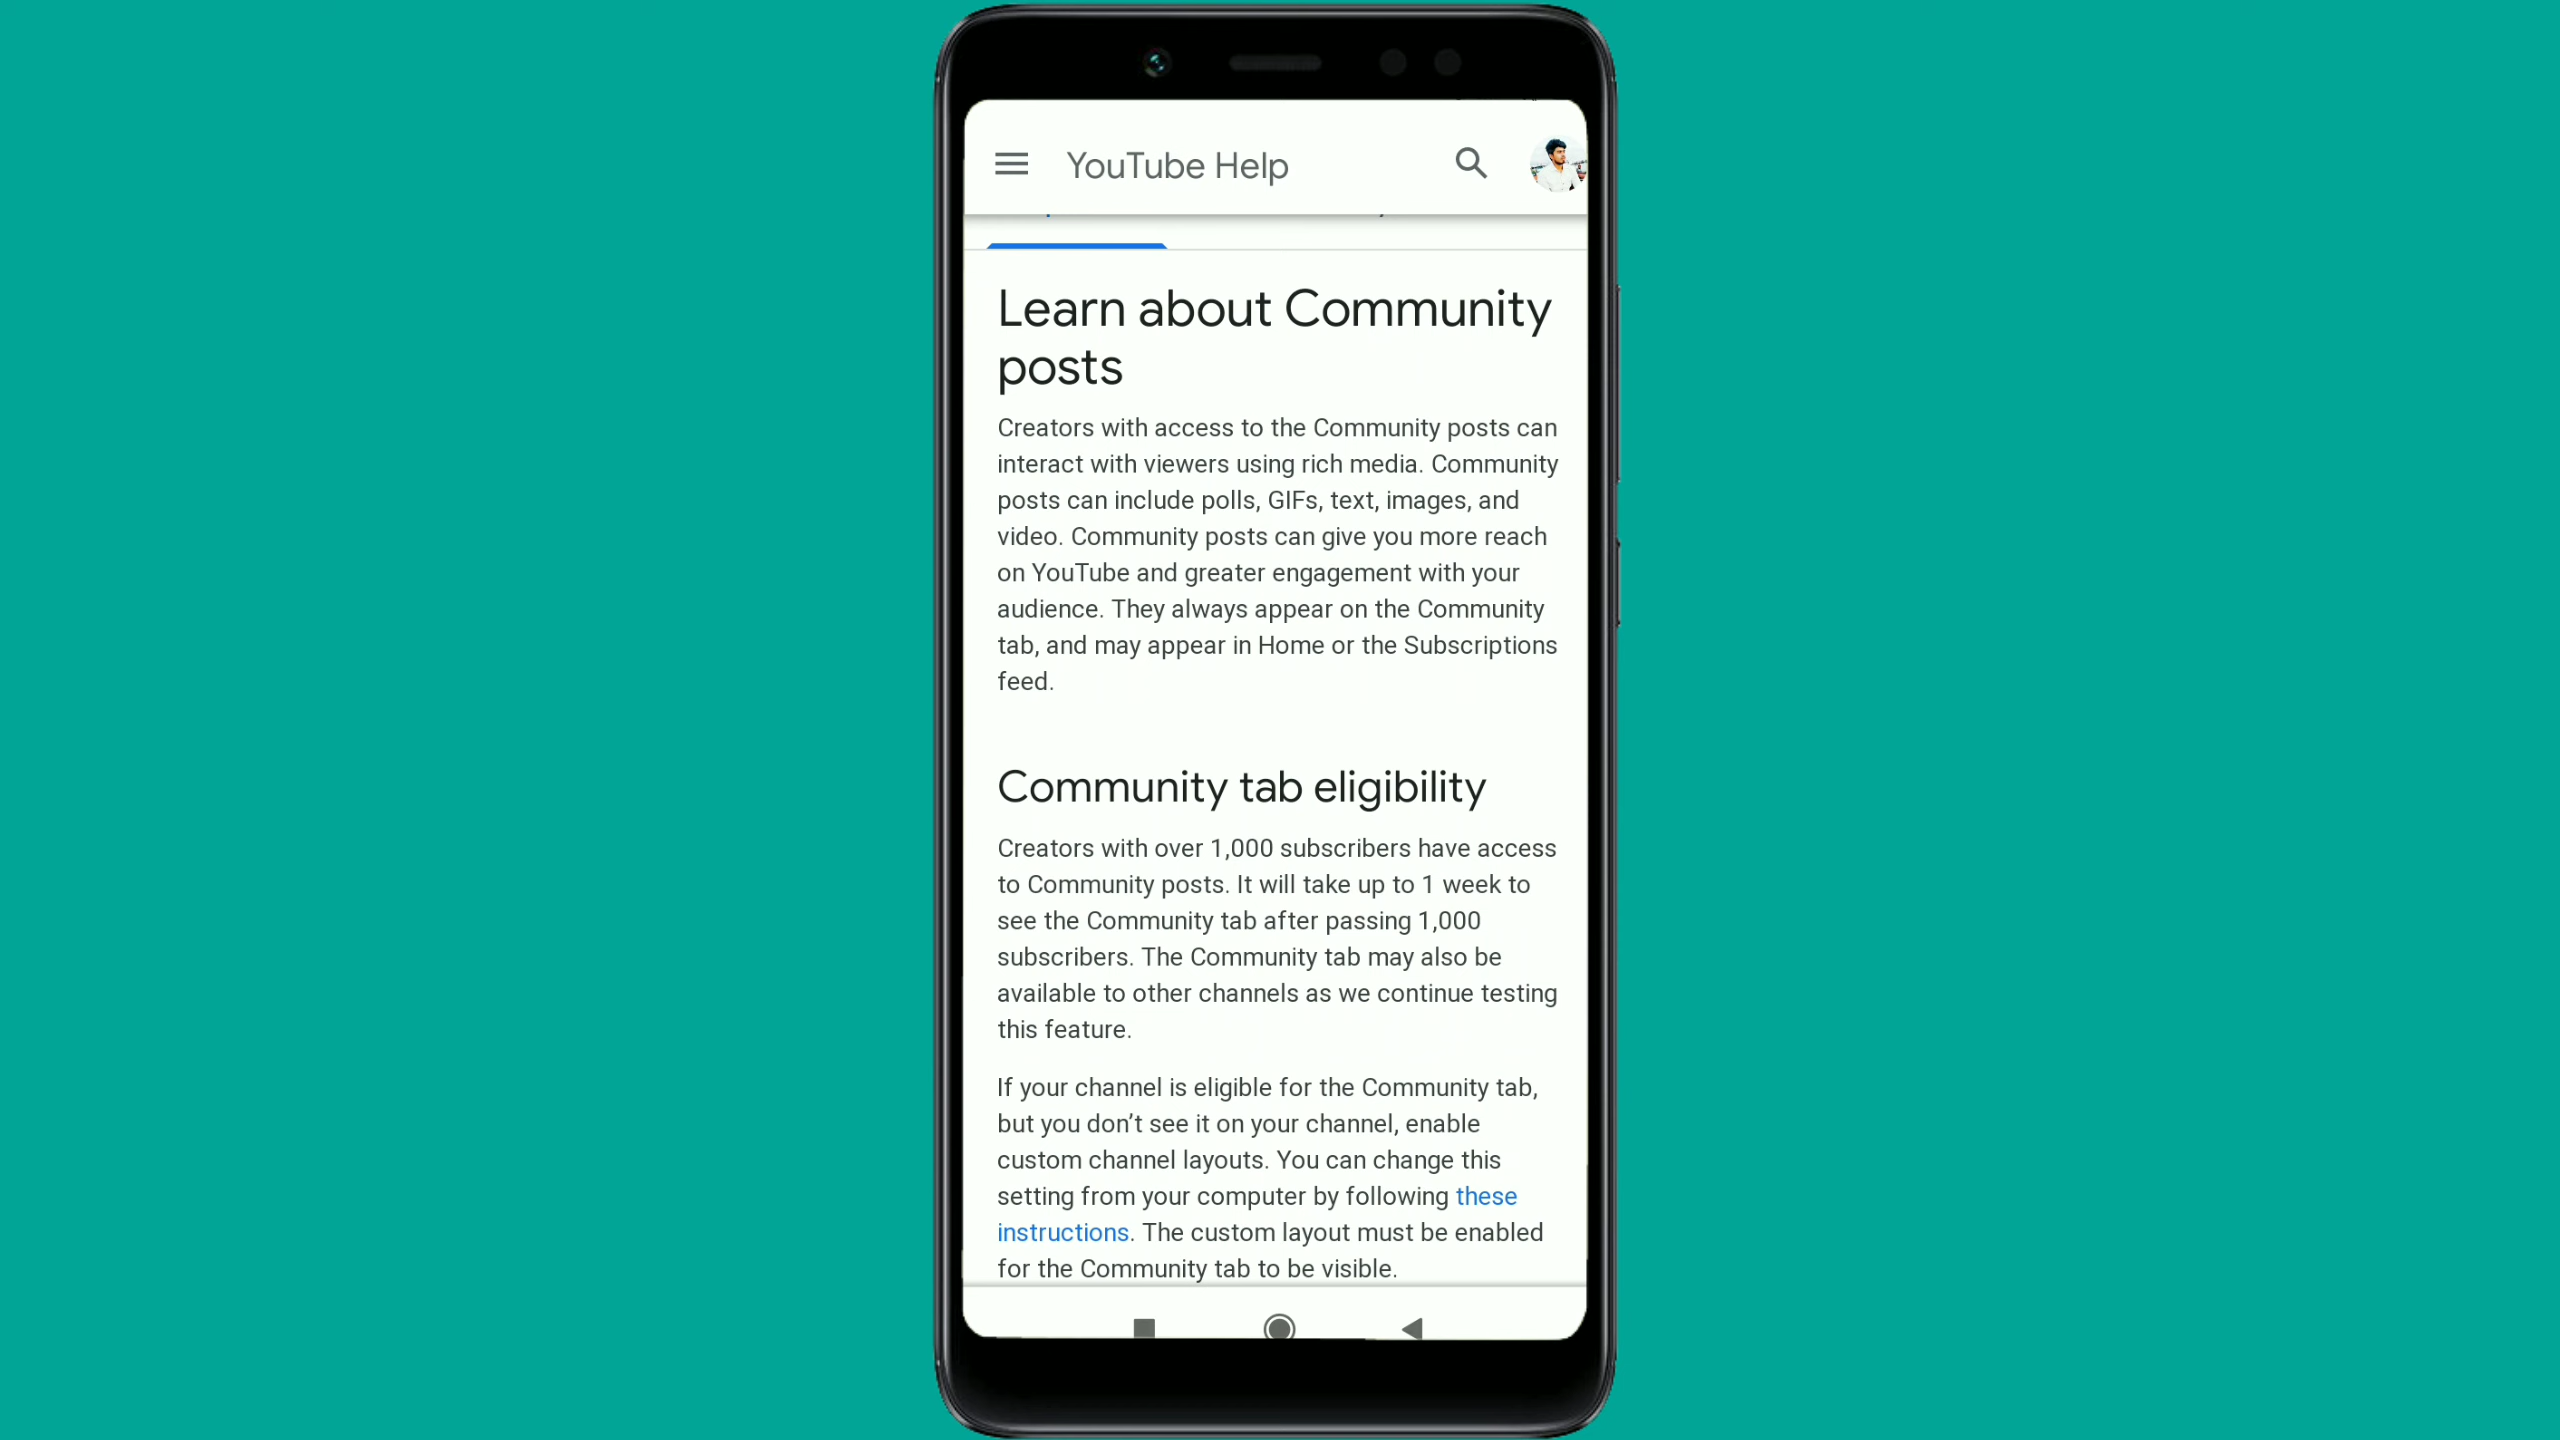 YouTube Help
Learn about Community
posts
Creators with access to the Community posts can
interact with viewers using rich media. Community
posts can include polls, GIFs, text, images, and
video. Community posts can give you more reach
on YouTube and greater engagement with your
audience. They always appear on the Community
tab, and may appear in Home or the Subscriptions
feed.
Community tab eligibility
Creators with over 1,000 subscribers have access
to Community posts. It will take up to 1 week to
see the Community tab after passing 1,000
subscribers. The Community tab may also be
available to other channels as we continue testing
this feature.
If your channel is eligible for the Community tab,
but you don’t see it on your channel, enable
custom channel layouts. You can change this
setting from your computer by following these
instructions. The custom layout must be enabled
for the Community tab to be visible.